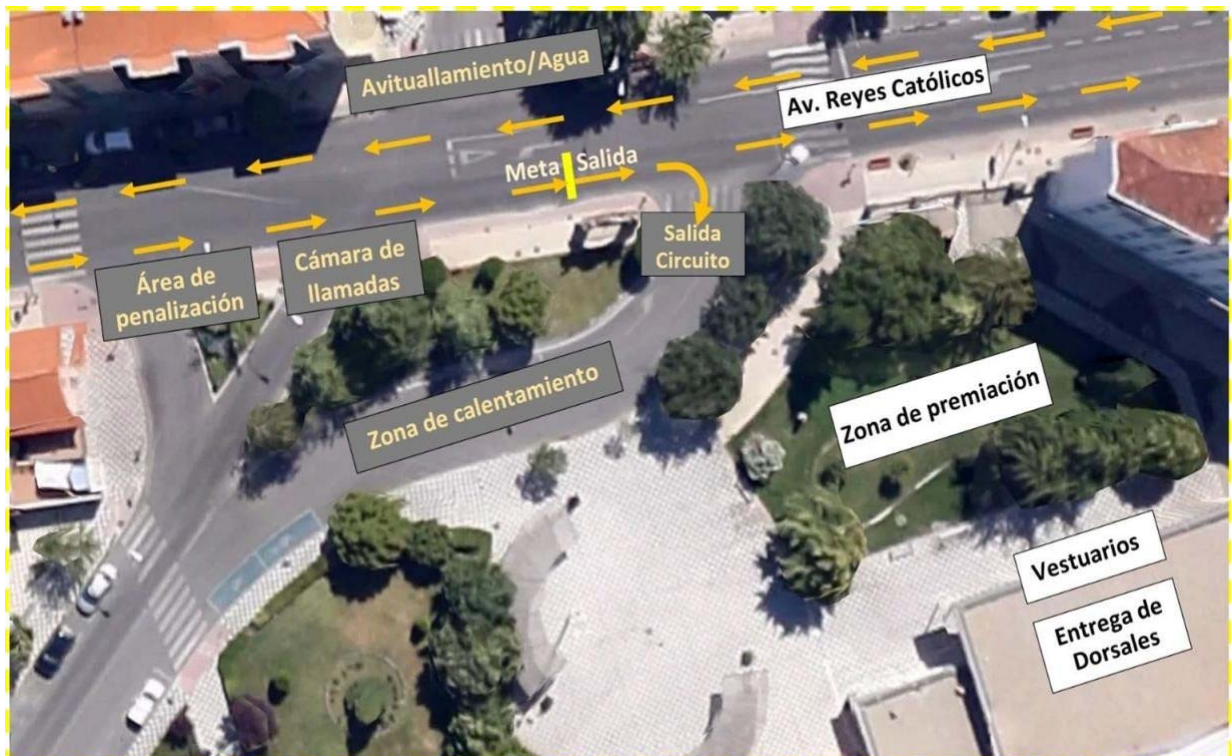 Avituallamiento/Agua
Av. Reyes Católicos
Meta Salida
Salida
Circuito
Cámara de
llamadas
Área de
penalización
Zona de calentamiento
Zona de premiación
Vestuarios
Entrega de
Dorsales